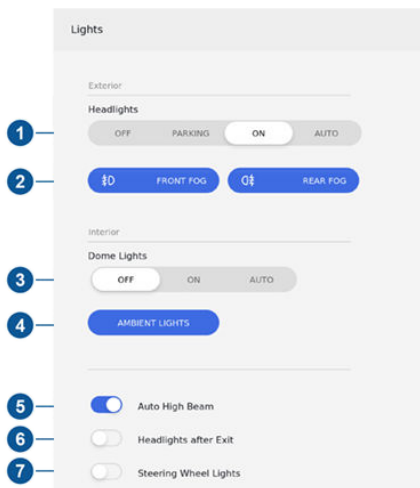 Lights
Exterior
Headlights
1 OFF PARKING ON AUTO
2 FRONT FOG REAR FOG
Interior
Dome Lights
3 OFF ON AUTO
4 AMBIENT LIGHTS
5 Auto High Beam
6 Headlights after Exit
7 Steering Wheel Lights